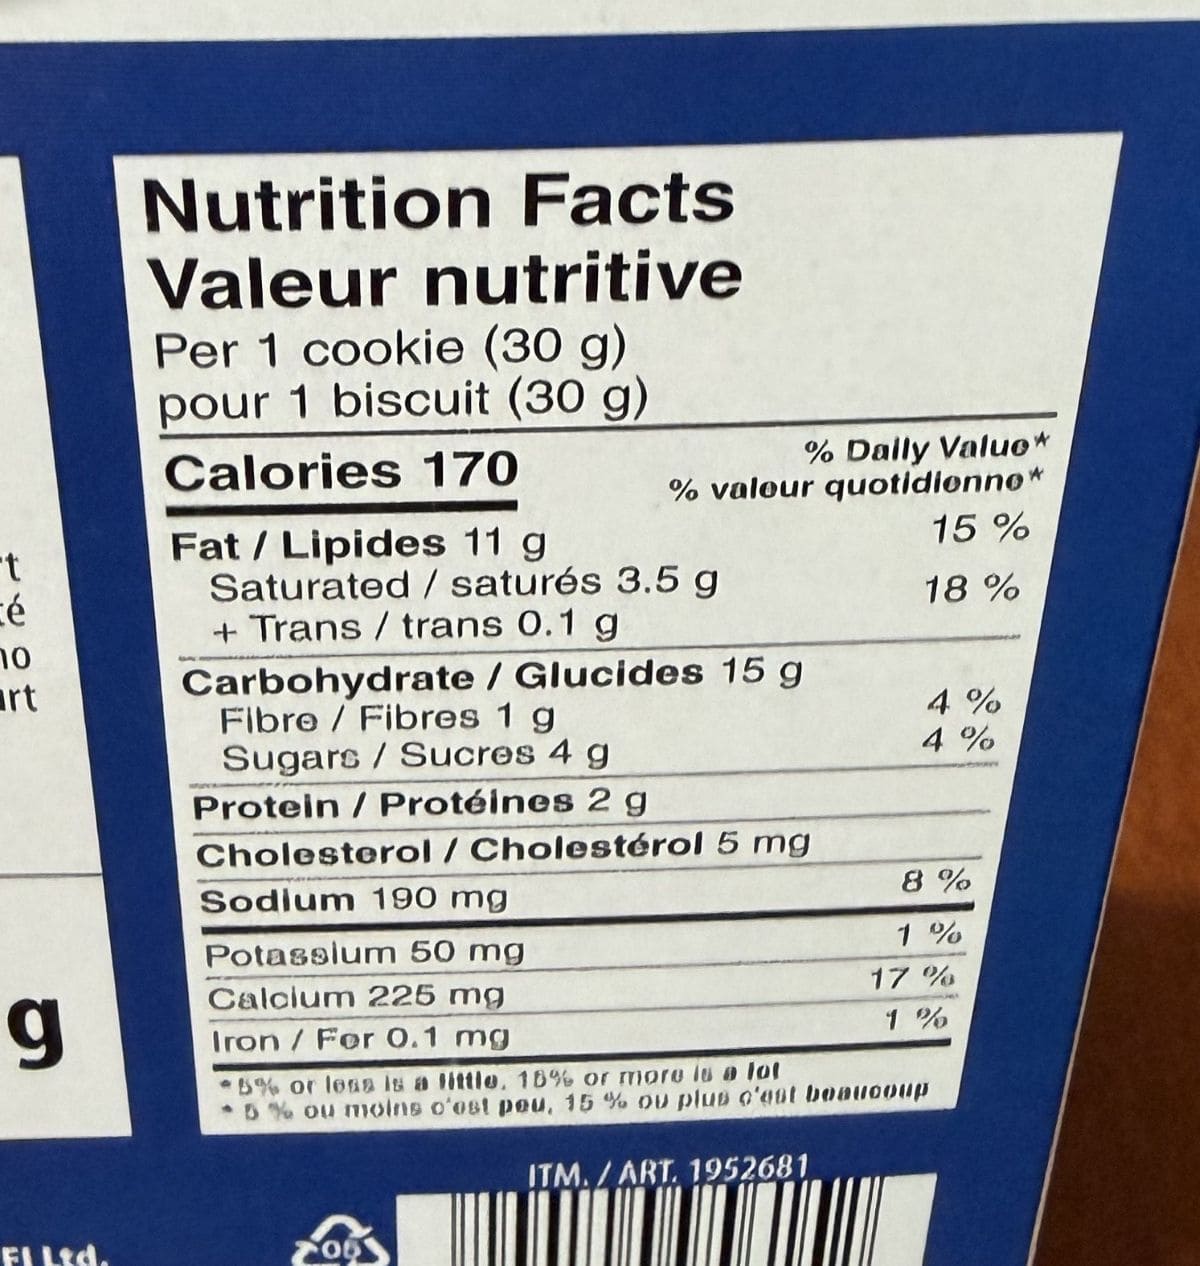 Nutrition Facts
Valeur nutritive
Per 1 cookie (30 g)
pour 1 biscuit (30 g)
% Daily Value*
Calories 170
% valeur quotidienne*
Fat / Lipides 11 g 15 %
Saturated / saturés 3.5 g 18 %
+ Trans / trans 0.1 g
Carbohydrate / Glucides 15 g
Fibre / Fibres 1 g 4 %
Sugars / Sucres 4 g 4 %
Protein / Protéines 2 g
Cholesterol / Cholestérol 5 mg
Sodium 190 mg 8 %
Potassium 50 mg 1 %
Calcium 225 mg 17 %
Iron / Fer 0.1 mg 1 %
*5% or less is a little, 15% or more is a lot
*5 % ou moins c'est peu, 15 % ou plus c'est beaucoup
ITM. / ART. 1952681
g
Ltd.